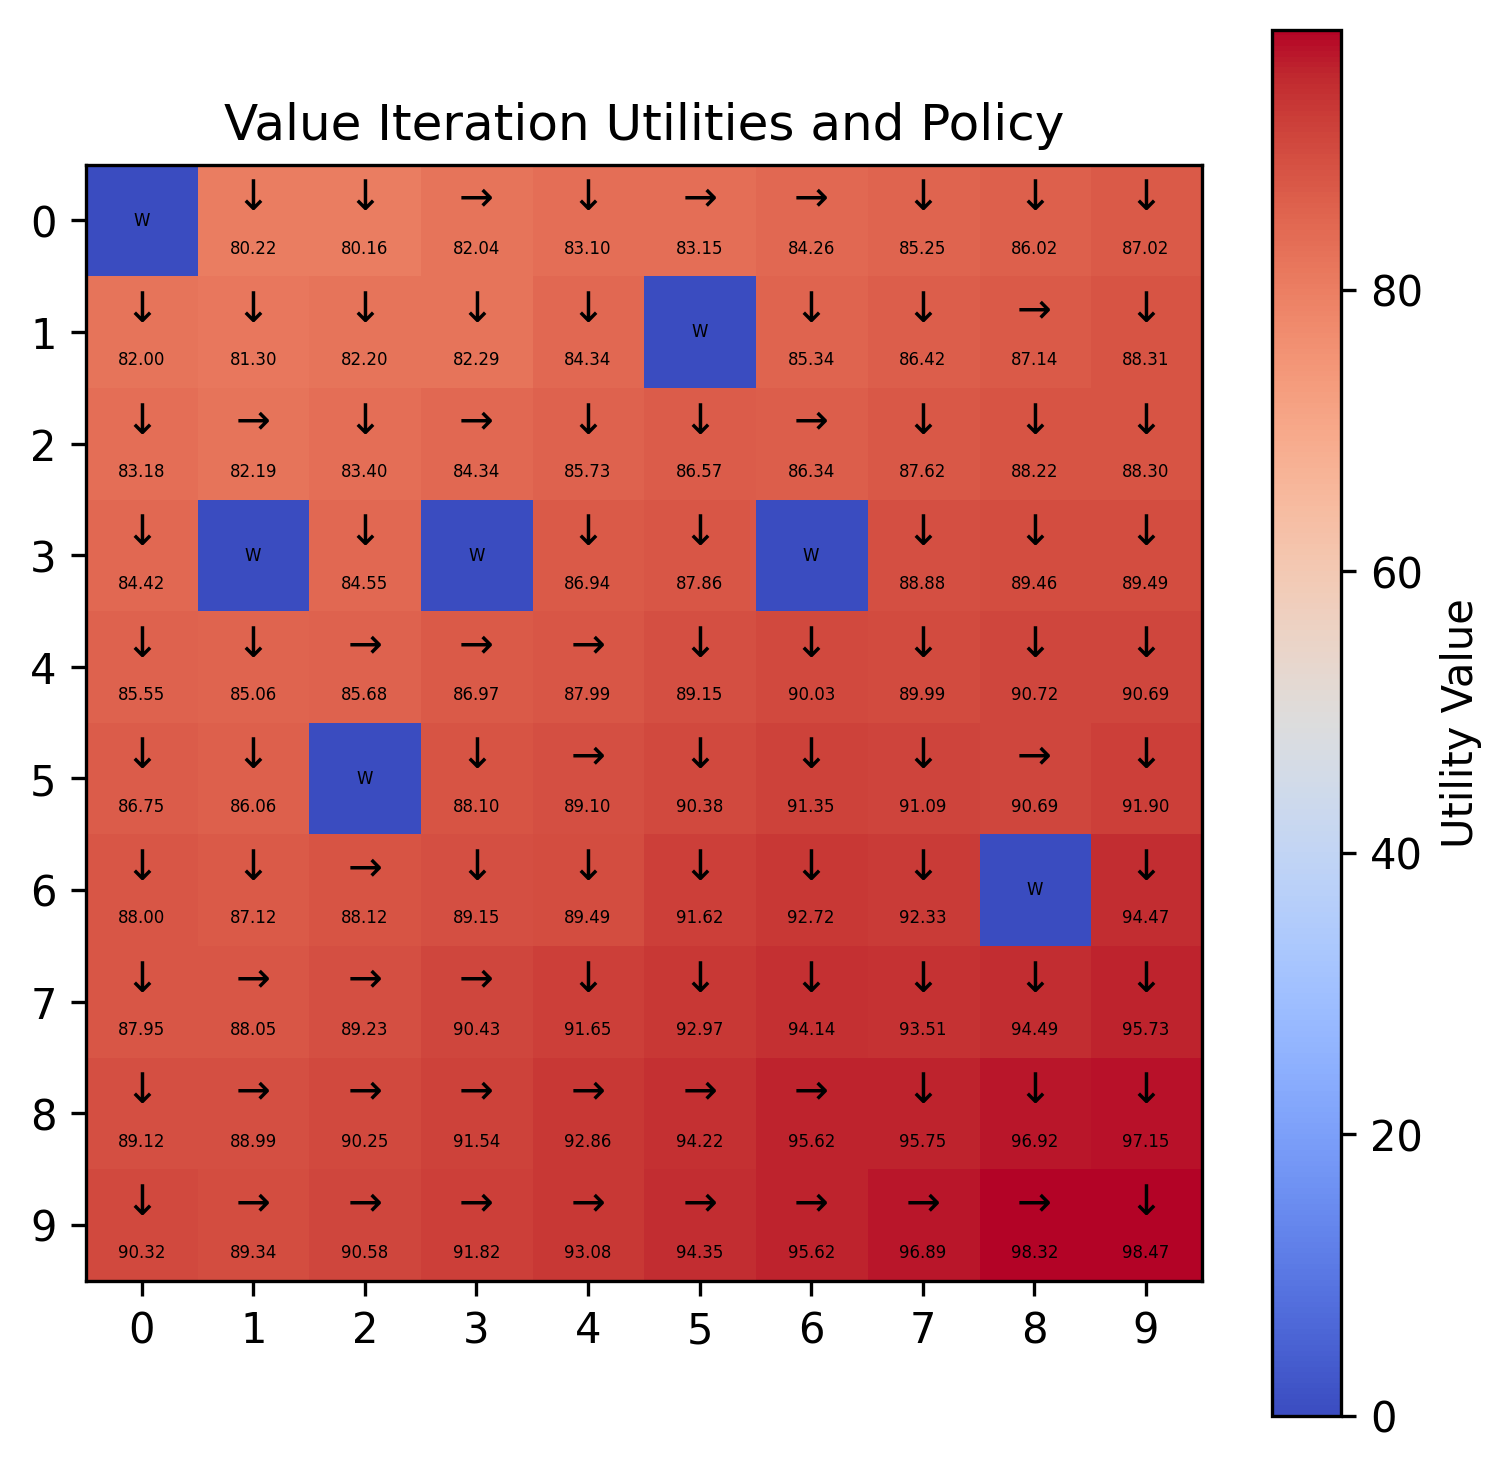 Value Iteration Utilities and Policy
W ↓ ↓ → ↓ → → ↓ ↓ ↓
0 80.22 80.16 82.04 83.10 83.15 84.26 85.25 86.02 87.02
↓ ↓ ↓ ↓ ↓ W ↓ ↓ → ↓
1 82.00 81.30 82.20 82.29 84.34 85.34 86.42 87.14 88.31
↓ → ↓ → ↓ ↓ → ↓ ↓ ↓
2 83.18 82.19 83.40 84.34 85.73 86.57 86.34 87.62 88.22 88.30
↓ W ↓ W ↓ ↓ W ↓ ↓ ↓
3 84.42 84.55 86.94 87.86 88.88 89.46 89.49
↓ ↓ → → → ↓ ↓ ↓ ↓ ↓
4 85.55 85.06 85.68 86.97 87.99 89.15 90.03 89.99 90.72 90.69
↓ ↓ W ↓ → ↓ ↓ ↓ → ↓
5 86.75 86.06 88.10 89.10 90.38 91.35 91.09 90.69 91.90
↓ ↓ → ↓ ↓ ↓ ↓ ↓ W ↓
6 88.00 87.12 88.12 89.15 89.49 91.62 92.72 92.33 94.47
↓ → → → ↓ ↓ ↓ ↓ ↓ ↓
7 87.95 88.05 89.23 90.43 91.65 92.97 94.14 93.51 94.49 95.73
↓ → → → → → → ↓ ↓ ↓
8 89.12 88.99 90.25 91.54 92.86 94.22 95.62 95.75 96.92 97.15
↓ → → → → → → → → ↓
9 90.32 89.34 90.58 91.82 93.08 94.35 95.62 96.89 98.32 98.47
0 1 2 3 4 5 6 7 8 9
80
60
40
20
0
Utility Value